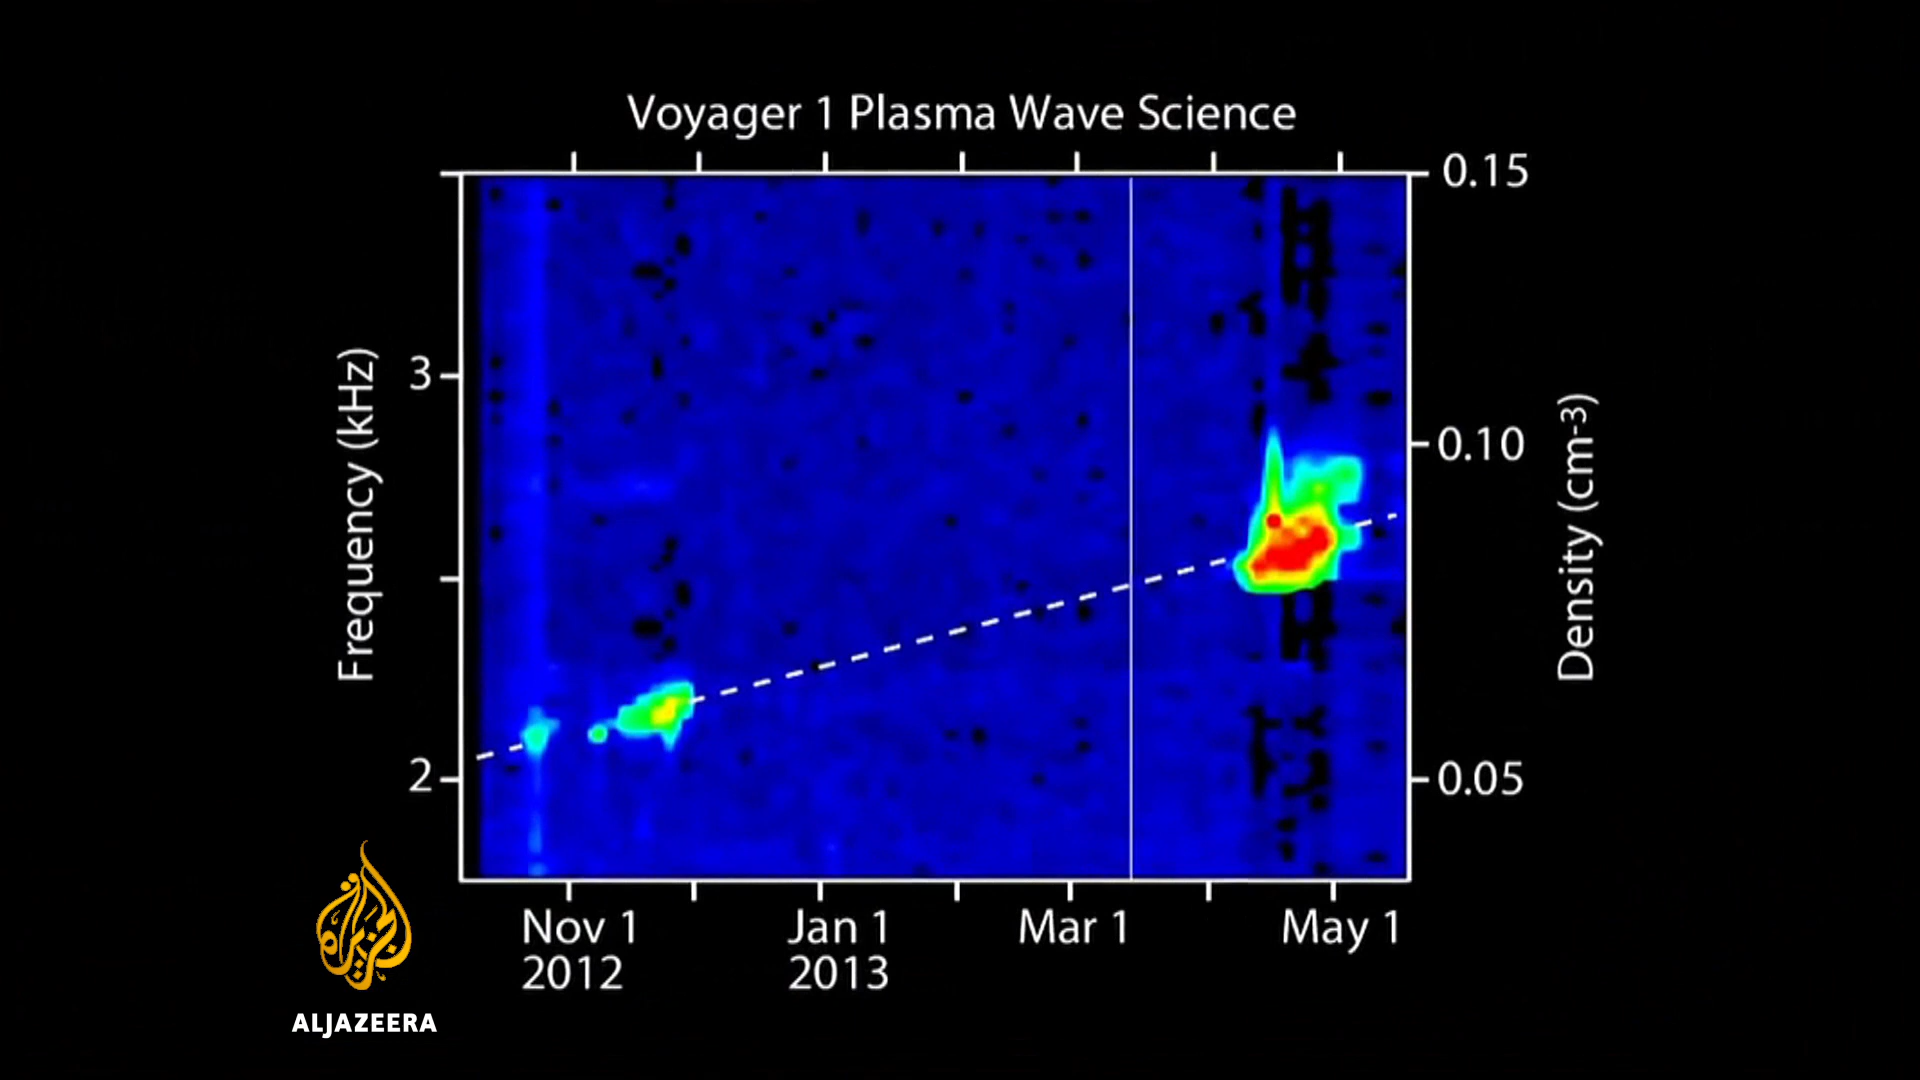 Voyager 1 Plasma Wave Science
0.15
3
0.10
2
0.05
Frequency (kHz)
Density (cm-3)
Nov 1
2012
Jan 1
2013
Mar 1
May 1
الجزيرة
ALJAZEERA